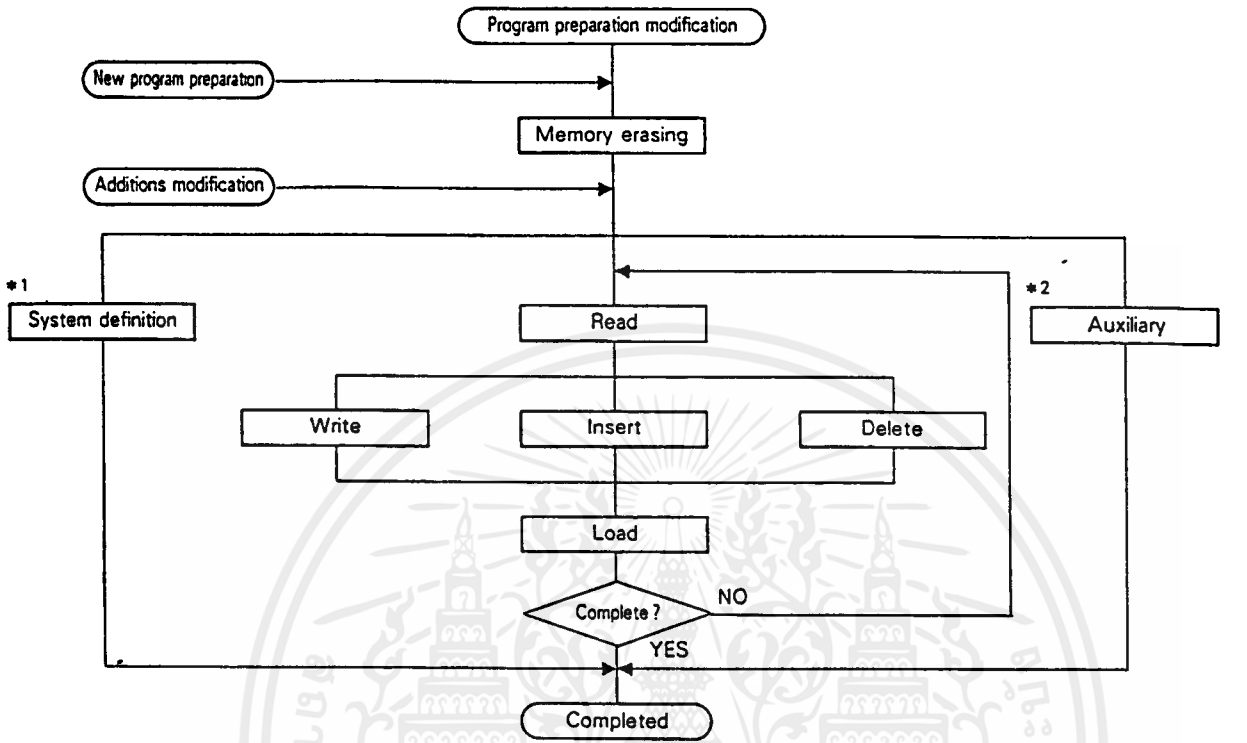 Program preparation modification
New program preparation
Memory erasing
Additions modification
*1
*2
System definition
Read
Auxiliary
Write
Insert
Delete
Load
Complete ?
NO
YES
Completed